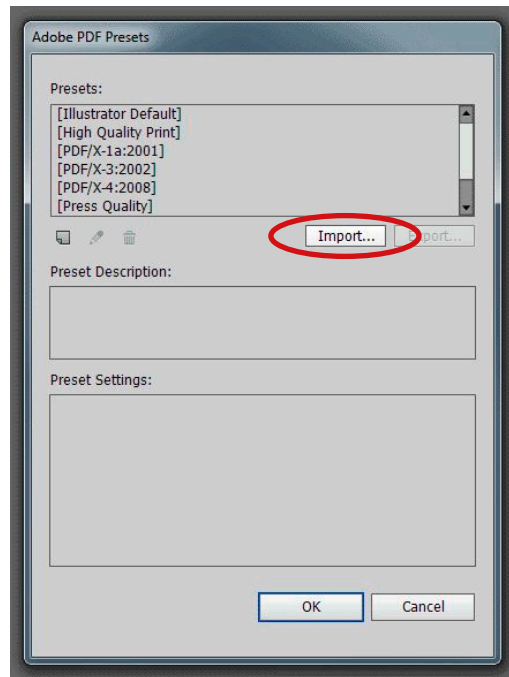 Adobe PDF Presets
Presets:
[Illustrator Default]
[High Quality Print]
[PDF/X-1a:2001]
[PDF/X-3:2002]
[PDF/X-4:2008]
[Press Quality]
Import... Export...
Preset Description:
Preset Settings:
OK Cancel